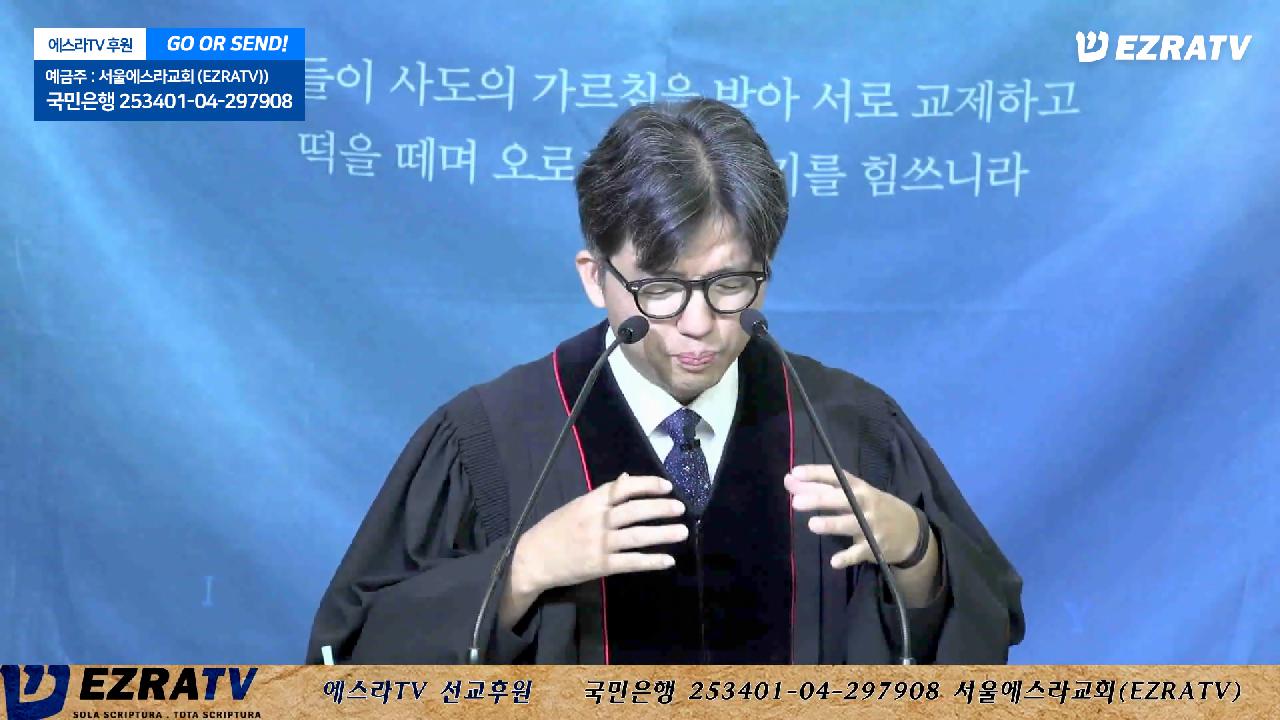 에스라TV 후원 GO OR SEND!
예금주 : 서울에스라교회 (EZRATV))
국민은행 253401-04-297908
EZRATV
들이 사도의 가르침을 받아 서로 교제하고
떡을 떼며 오로 기를 힘쓰니라
I
Y
EZRATV
SOLA SCRIPTURA . TOTA SCRIPTURA
에스라TV 선교후원 국민은행 253401-04-297908 서울에스라교회(EZRATV)